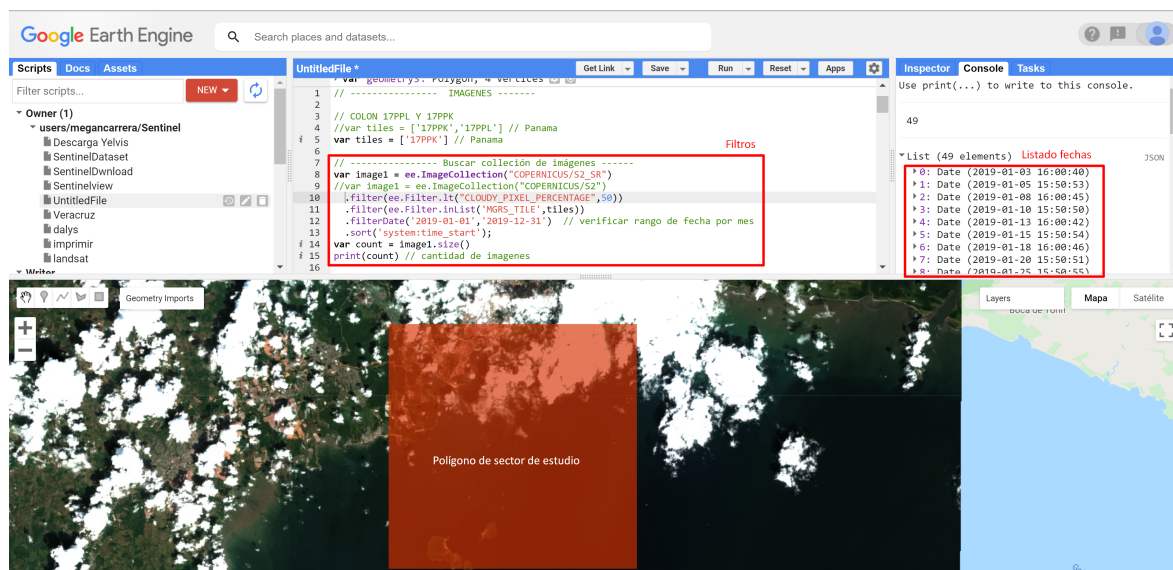 Google Earth Engine
Search places and datasets...
Scripts Docs Assets
Filter scripts...
NEW
Owner (1)
users/megancarrera/Sentinel
Descarga Yelvis
SentinelDataset
SentinelDwnload
Sentinelview
UntitledFile
Veracruz
dalys
imprimir
landsat
Writer
UntitledFile *
Get Link Save Run Reset Apps
var geometry3: Polygon, 4 vertices
1 // ---------------- IMAGENES -------
2
3 // COLON 17PPL Y 17PPK
4 //var tiles = ['17PPK','17PPL'] // Panama
i 5 var tiles = ['17PPK'] // Panama
6
Filtros
7 // ---------------- Buscar colleción de imágenes ------
8 var image1 = ee.ImageCollection("COPERNICUS/S2_SR")
9 //var image1 = ee.ImageCollection("COPERNICUS/S2")
10 .filter(ee.Filter.lt("CLOUDY_PIXEL_PERCENTAGE",50))
11 .filter(ee.Filter.inList('MGRS_TILE',tiles))
12 .filterDate('2019-01-01','2019-12-31') // verificar rango de fecha por mes
13 .sort('system:time_start');
i 14 var count = image1.size()
i 15 print(count) // cantidad de imagenes
16
Inspector Console Tasks
Use print(...) to write to this console.
49
List (49 elements) Listado fechas JSON
0: Date (2019-01-03 16:00:40)
1: Date (2019-01-05 15:50:53)
2: Date (2019-01-08 16:00:45)
3: Date (2019-01-10 15:50:50)
4: Date (2019-01-13 16:00:42)
5: Date (2019-01-15 15:50:54)
6: Date (2019-01-18 16:00:46)
7: Date (2019-01-20 15:50:51)
8: Date (2019-01-25 15:50:55)
Geometry Imports
Layers
Mapa Satélite
Boca de
Polígono de sector de estudio